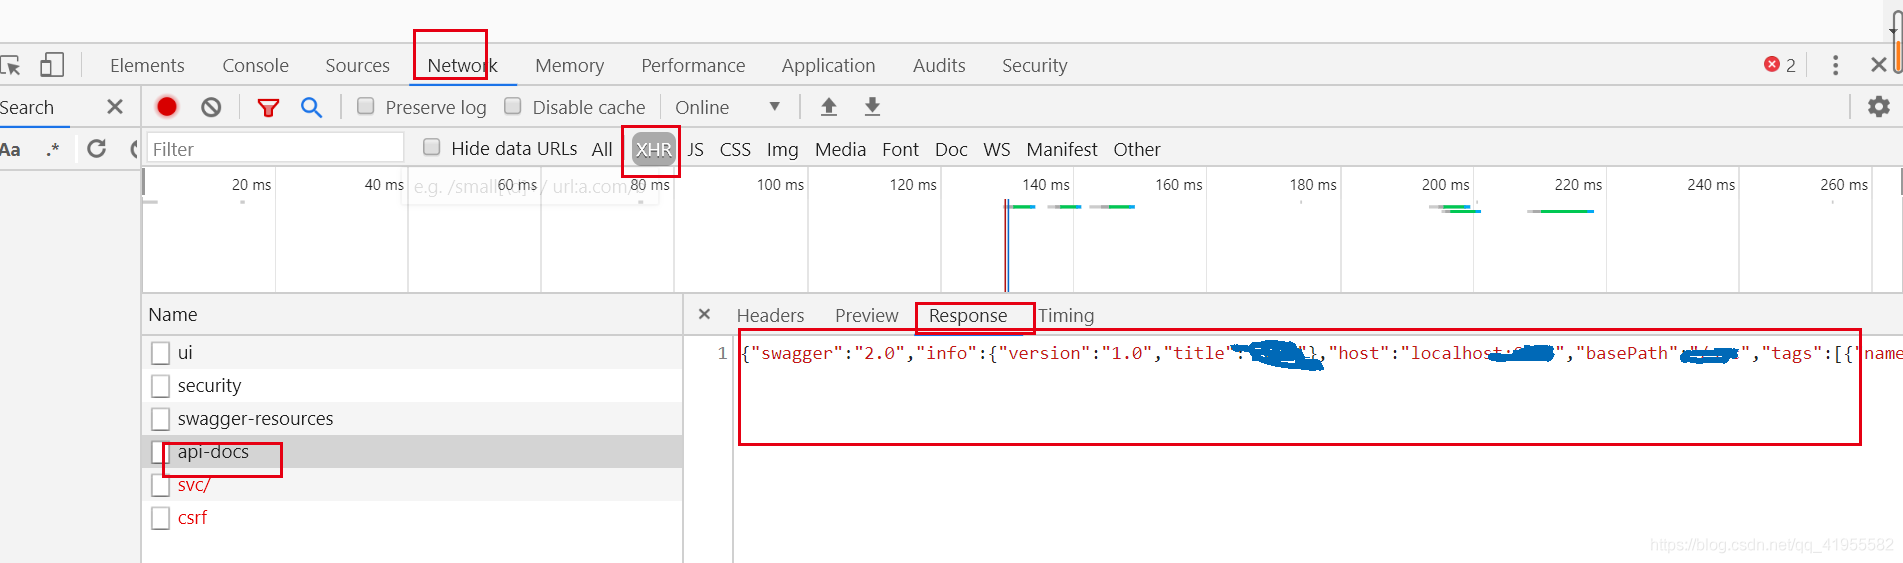 Elements Console Sources Network Memory Performance Application Audits Security 2
Search Preserve log Disable cache Online
Aa .* Filter Hide data URLs All XHR JS CSS Img Media Font Doc WS Manifest Other
20 ms 40 ms 60 ms 80 ms 100 ms 120 ms 140 ms 160 ms 180 ms 200 ms 220 ms 240 ms 260 ms
e.g. /small url:a.com/
Name Headers Preview Response Timing
ui
1 {"swagger":"2.0","info":{"version":"1.0","title": "},"host":"localhost: ","basePath":"/ ","tags":[{"name
security
swagger-resources
api-docs
svc/
csrf
https://blog.csdn.net/qq_41955582